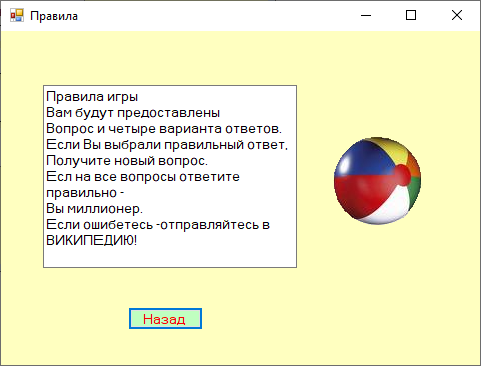 Правила
Правила игры
Вам будут предоставлены
Вопрос и четыре варианта ответов.
Если Вы выбрали правильный ответ,
Получите новый вопрос.
Есл на все вопросы ответите
правильно -
Вы миллионер.
Если ошибетесь -отправляйтесь в
ВИКИПЕДИЮ!
Назад